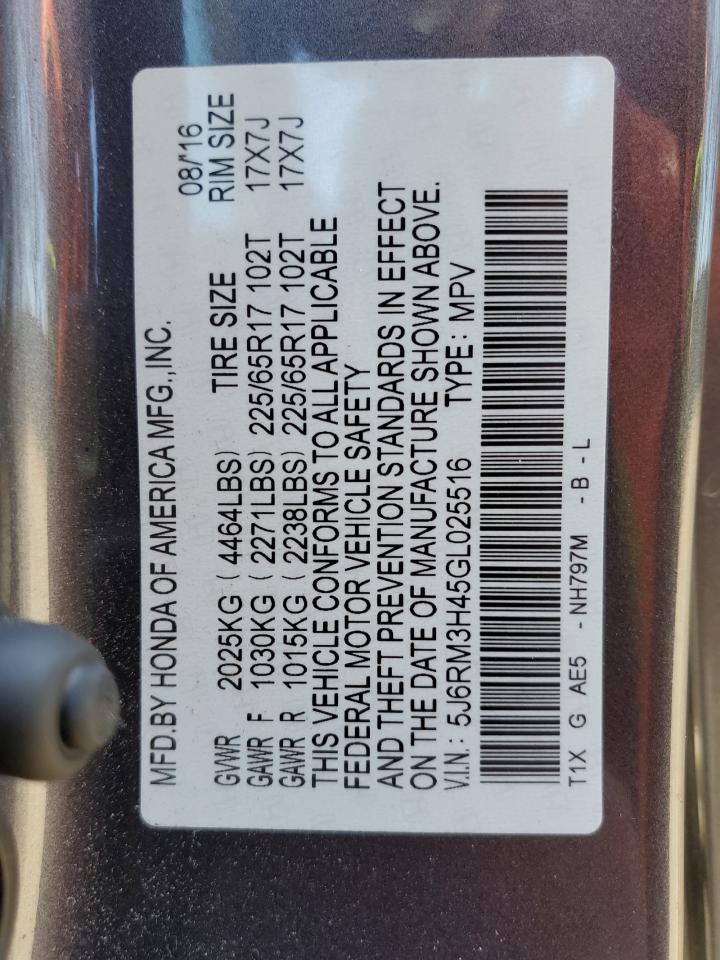 MFD.BY HONDA OF AMERICA MFG.,INC.
08/16
TIRE SIZE RIM SIZE
GVWR 2025KG ( 4464LBS)
GAWR F 1030KG ( 2271LBS) 225/65R17 102T 17X7J
GAWR R 1015KG ( 2238LBS) 225/65R17 102T 17X7J
THIS VEHICLE CONFORMS TO ALL APPLICABLE
FEDERAL MOTOR VEHICLE SAFETY
AND THEFT PREVENTION STANDARDS IN EFFECT
ON THE DATE OF MANUFACTURE SHOWN ABOVE.
V.I.N.: 5J6RM3H45GL025516 TYPE: MPV
T1X G AE5 - NH797M - B - L